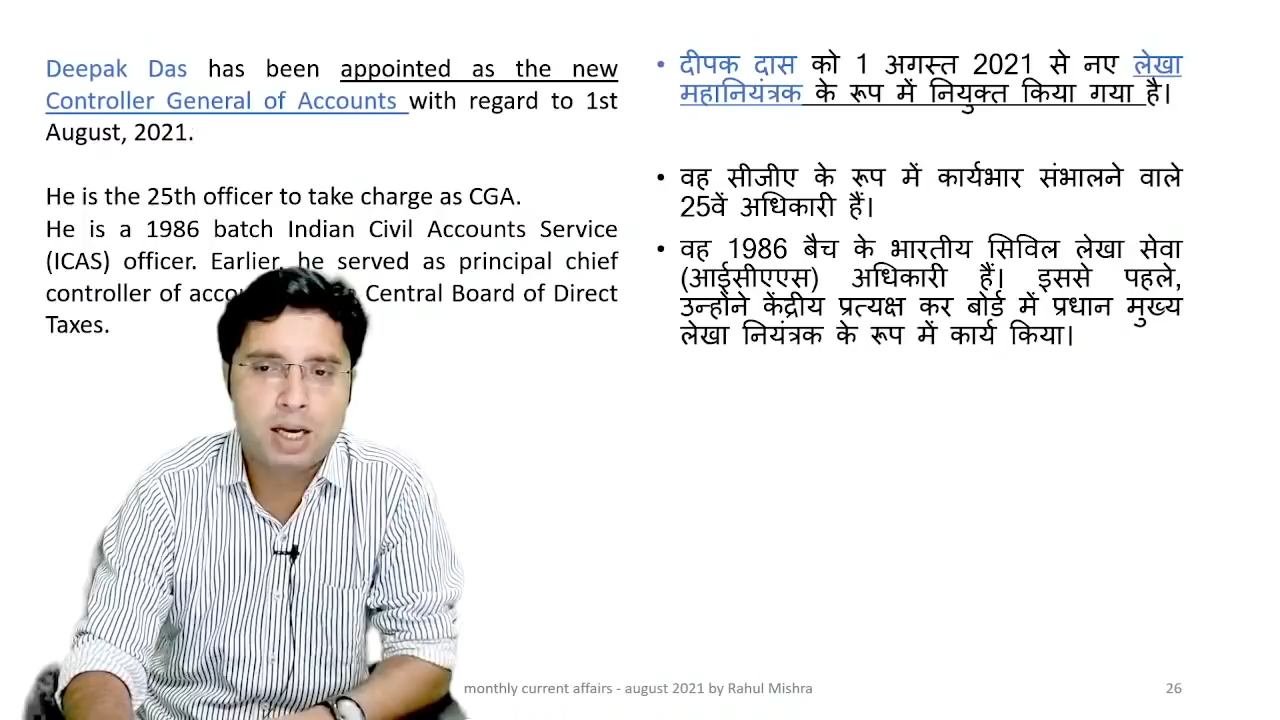 Deepak Das has been appointed as the new
Controller General of Accounts with regard to 1st
August, 2021.
He is the 25th officer to take charge as CGA.
He is a 1986 batch Indian Civil Accounts Service
(ICAS) officer. Earlier, he served as principal chief
controller of Central Board of Direct
Taxes.
• दीपक दास को 1 अगस्त 2021 से नए लेखा
महानियंत्रक के रूप में नियुक्त किया गया है।
• वह सीजीए के रूप में कार्यभार संभालने वाले
25वें अधिकारी हैं।
• वह 1986 बैच के भारतीय सिविल लेखा सेवा
(आईसीएएस) अधिकारी हैं। इससे पहले,
उन्होंने केंद्रीय प्रत्यक्ष कर बोर्ड में प्रधान मुख्य
लेखा नियंत्रक के रूप में कार्य किया।
monthly current affairs - august 2021 by Rahul Mishra
26